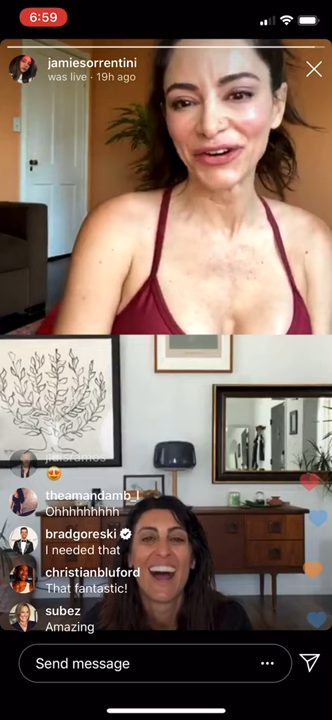 6:59
jamiesorrentini
was live · 19h ago
theamandamb_l
Ohhhhhhhhh
bradgoreski
I needed that
christianbluford
That fantastic!
subez
Amazing
Send message